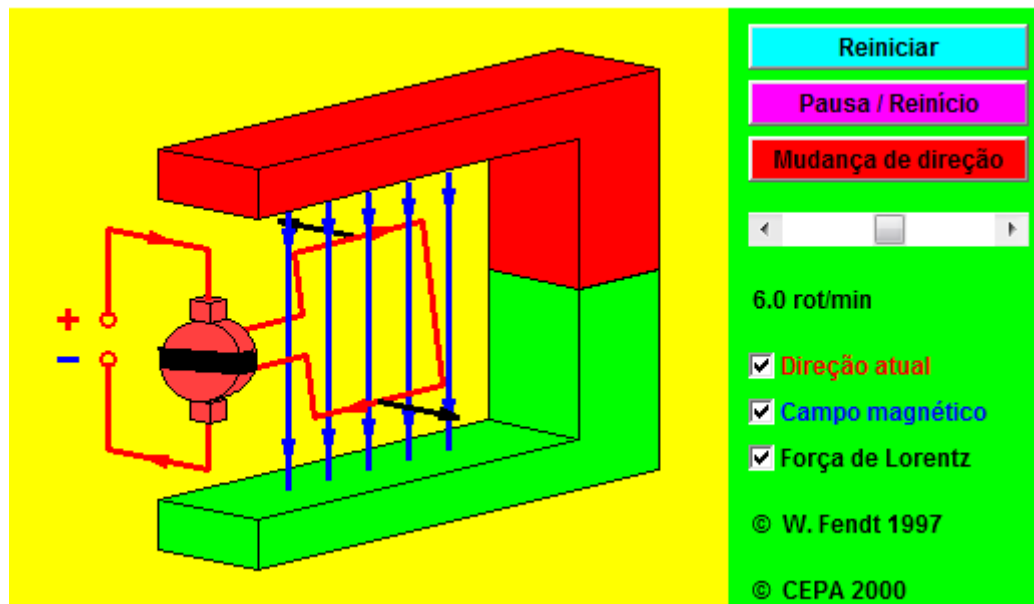 Reiniciar
Pausa / Reinício
Mudança de direção
+
−
6.0 rot/min
Direção atual
Campo magnético
Força de Lorentz
© W. Fendt 1997
© CEPA 2000